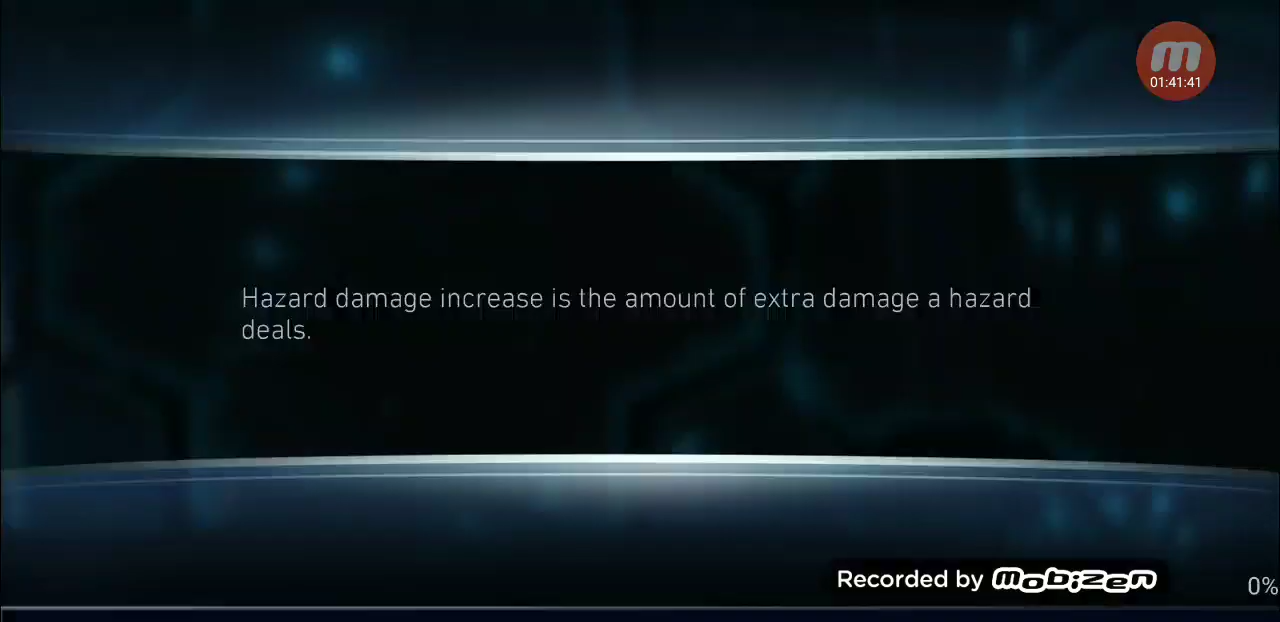 m
01:41:41
Hazard damage increase is the amount of extra damage a hazard
deals.
Recorded by mobizen
0%